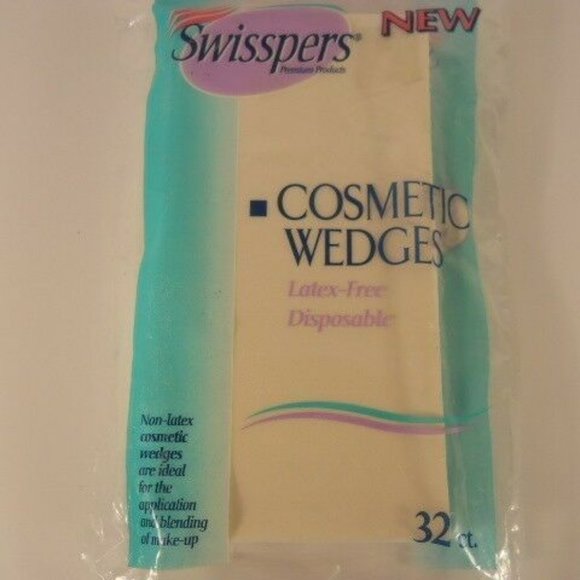 Swisspers®
Premium Products
NEW
COSMETIC
WEDGES
Latex-Free
Disposable
Non-latex
cosmetic
wedges
are ideal
for the
application
and blending
of make-up
32 ct.